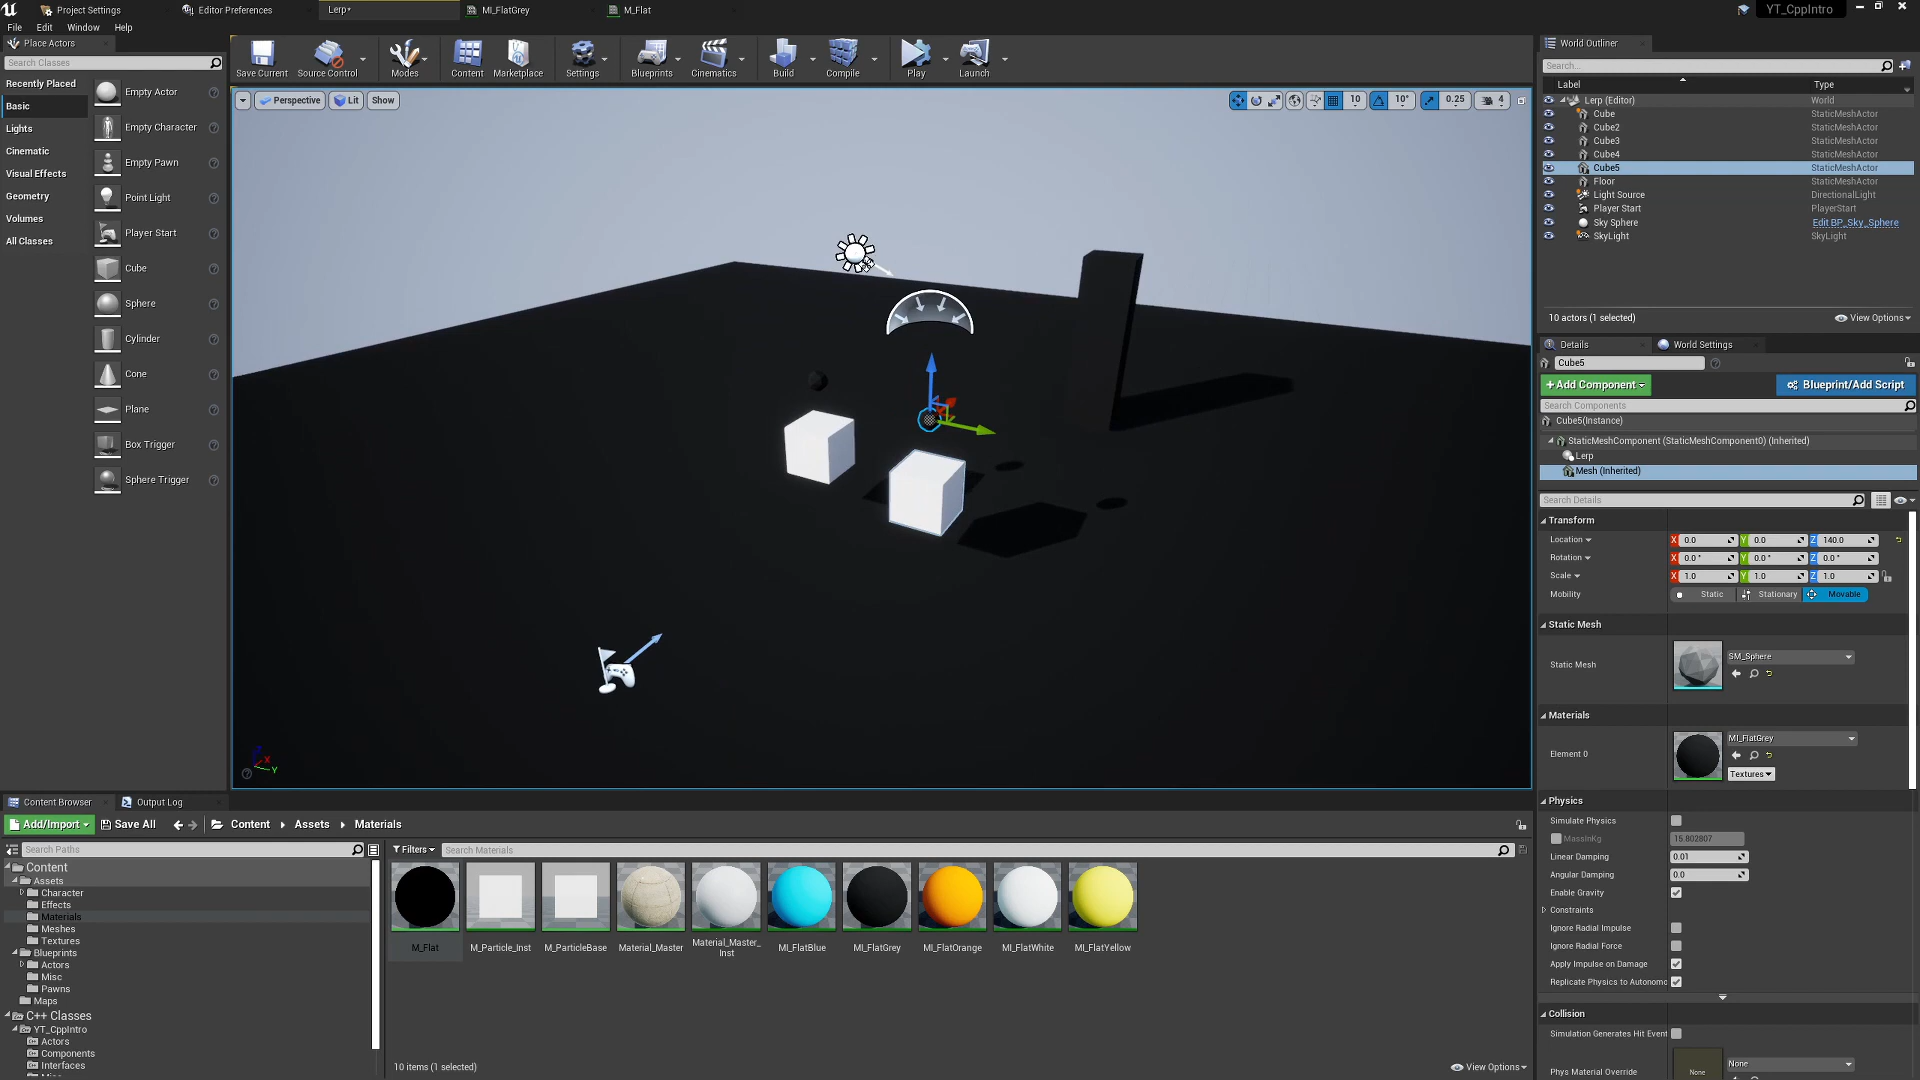 Project Settings
Editor Preferences
Lerp*
MI_FlatGrey
M_Flat
YT_CppIntro
File Edit Window Help
Place Actors
Search Classes
Recently Placed
Basic
Lights
Cinematic
Visual Effects
Geometry
Volumes
All Classes
Empty Actor
Empty Character
Empty Pawn
Point Light
Player Start
Cube
Sphere
Cylinder
Cone
Plane
Box Trigger
Sphere Trigger
Save Current
Source Control
Modes
Content
Marketplace
Settings
Blueprints
Cinematics
Build
Compile
Play
Launch
Perspective
Lit
Show
10
10°
0.25
4
X
Y
World Outliner
Search...
Label Type
Lerp (Editor) World
Cube StaticMeshActor
Cube2 StaticMeshActor
Cube3 StaticMeshActor
Cube4 StaticMeshActor
Cube5 StaticMeshActor
Floor StaticMeshActor
Light Source DirectionalLight
Player Start PlayerStart
Sky Sphere Edit BP_Sky_Sphere
SkyLight SkyLight
10 actors (1 selected) View Options
Details World Settings
Cube5
+Add Component
Blueprint/Add Script
Search Components
Cube5(Instance)
StaticMeshComponent (StaticMeshComponent0) (Inherited)
Lerp
Mesh (Inherited)
Search Details
Transform
Location X 0.0 Y 0.0 Z 140.0
Rotation X 0.0 ° Y 0.0 ° Z 0.0 °
Scale X 1.0 Y 1.0 Z 1.0
Mobility Static Stationary Movable
Static Mesh
Static Mesh SM_Sphere
Materials
Element 0 MI_FlatGrey
Textures
Physics
Simulate Physics
MassInKg 15.802807
Linear Damping 0.01
Angular Damping 0.0
Enable Gravity
Constraints
Ignore Radial Impulse
Ignore Radial Force
Apply Impulse on Damage
Replicate Physics to Autonomo
Collision
Simulation Generates Hit Event
Phys Material Override None None
Content Browser Output Log
Add/Import Save All Content Assets Materials
Search Paths
Content
Assets
Character
Effects
Materials
Meshes
Textures
Blueprints
Actors
Misc
Pawns
Maps
C++ Classes
YT_CppIntro
Actors
Components
Interfaces
Filters Search Materials
M_Flat
M_Particle_Inst
M_ParticleBase
Material_Master
Material_Master_
Inst
MI_FlatBlue
MI_FlatGrey
MI_FlatOrange
MI_FlatWhite
MI_FlatYellow
10 items (1 selected) View Options